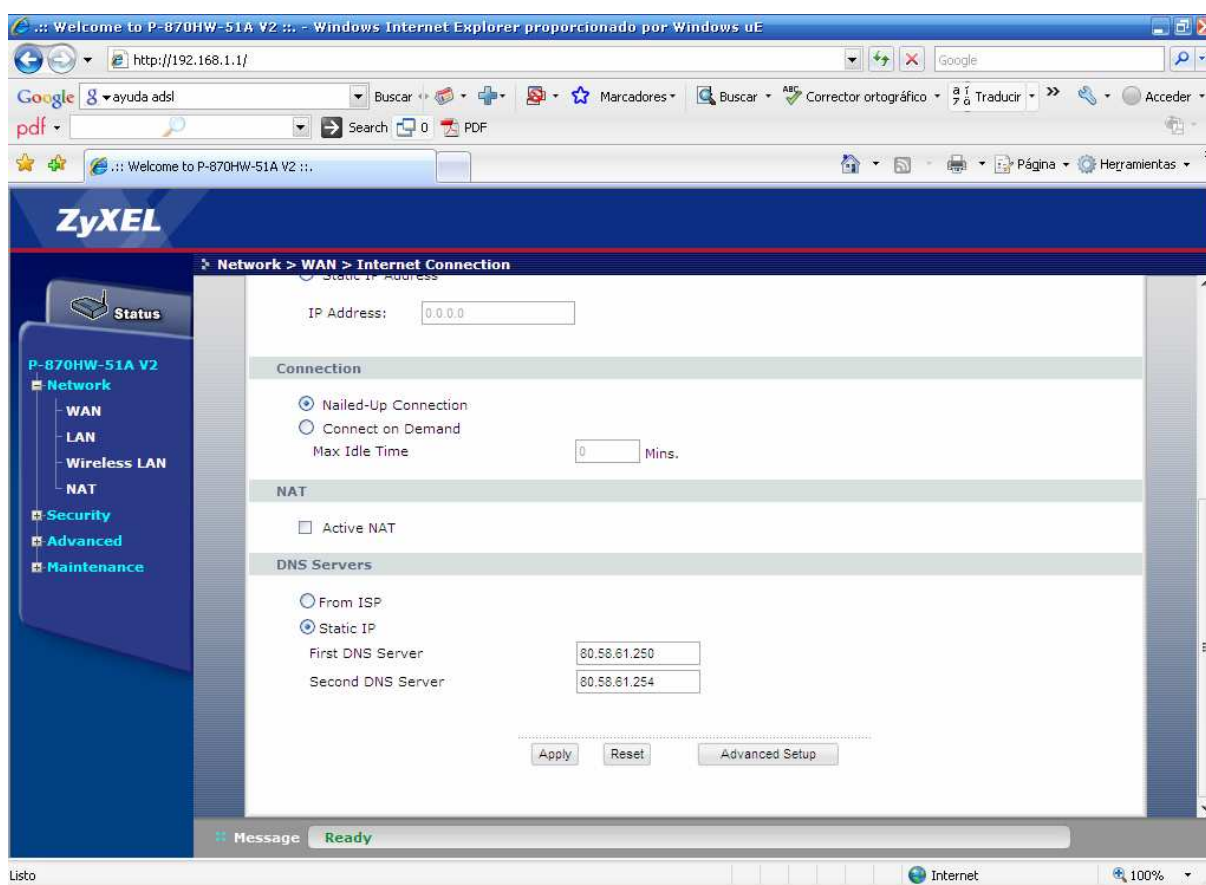 .:: Welcome to P-870HW-51A V2 ::. - Windows Internet Explorer proporcionado por Windows uE
http://192.168.1.1/
Google
Google
ayuda adsl
Buscar
Marcadores
Buscar
Corrector ortográfico
Traducir
Acceder
pdf
Search
0
PDF
.:: Welcome to P-870HW-51A V2 ::.
Página
Herramientas
ZyXEL
Network > WAN > Internet Connection
Status
Static IP Address
IP Address: 0.0.0.0
P-870HW-51A V2
Network
WAN
LAN
Wireless LAN
NAT
Security
Advanced
Maintenance
Connection
Nailed-Up Connection
Connect on Demand
Max Idle Time 0 Mins.
NAT
Active NAT
DNS Servers
From ISP
Static IP
First DNS Server 80.58.61.250
Second DNS Server 80.58.61.254
Apply Reset Advanced Setup
Message Ready
Listo
Internet
100%